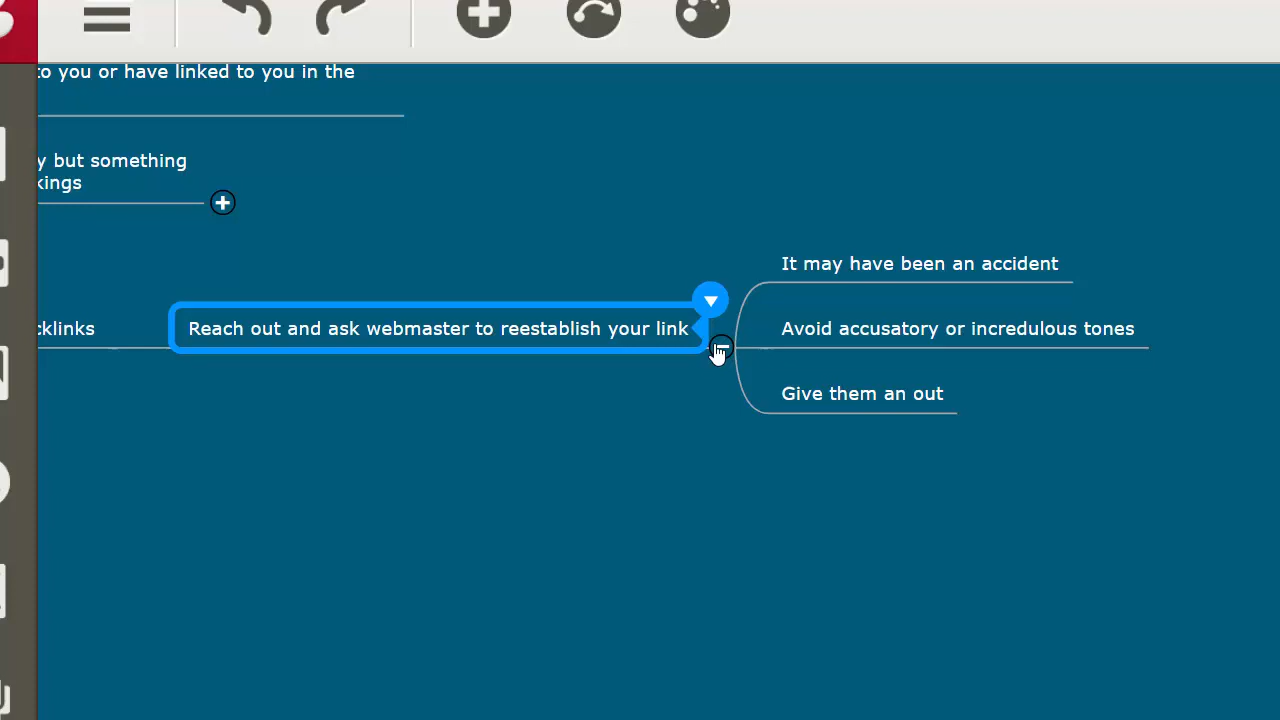 to you or have linked to you in the
y but something
kings
cklinks
Reach out and ask webmaster to reestablish your link
It may have been an accident
Avoid accusatory or incredulous tones
Give them an out